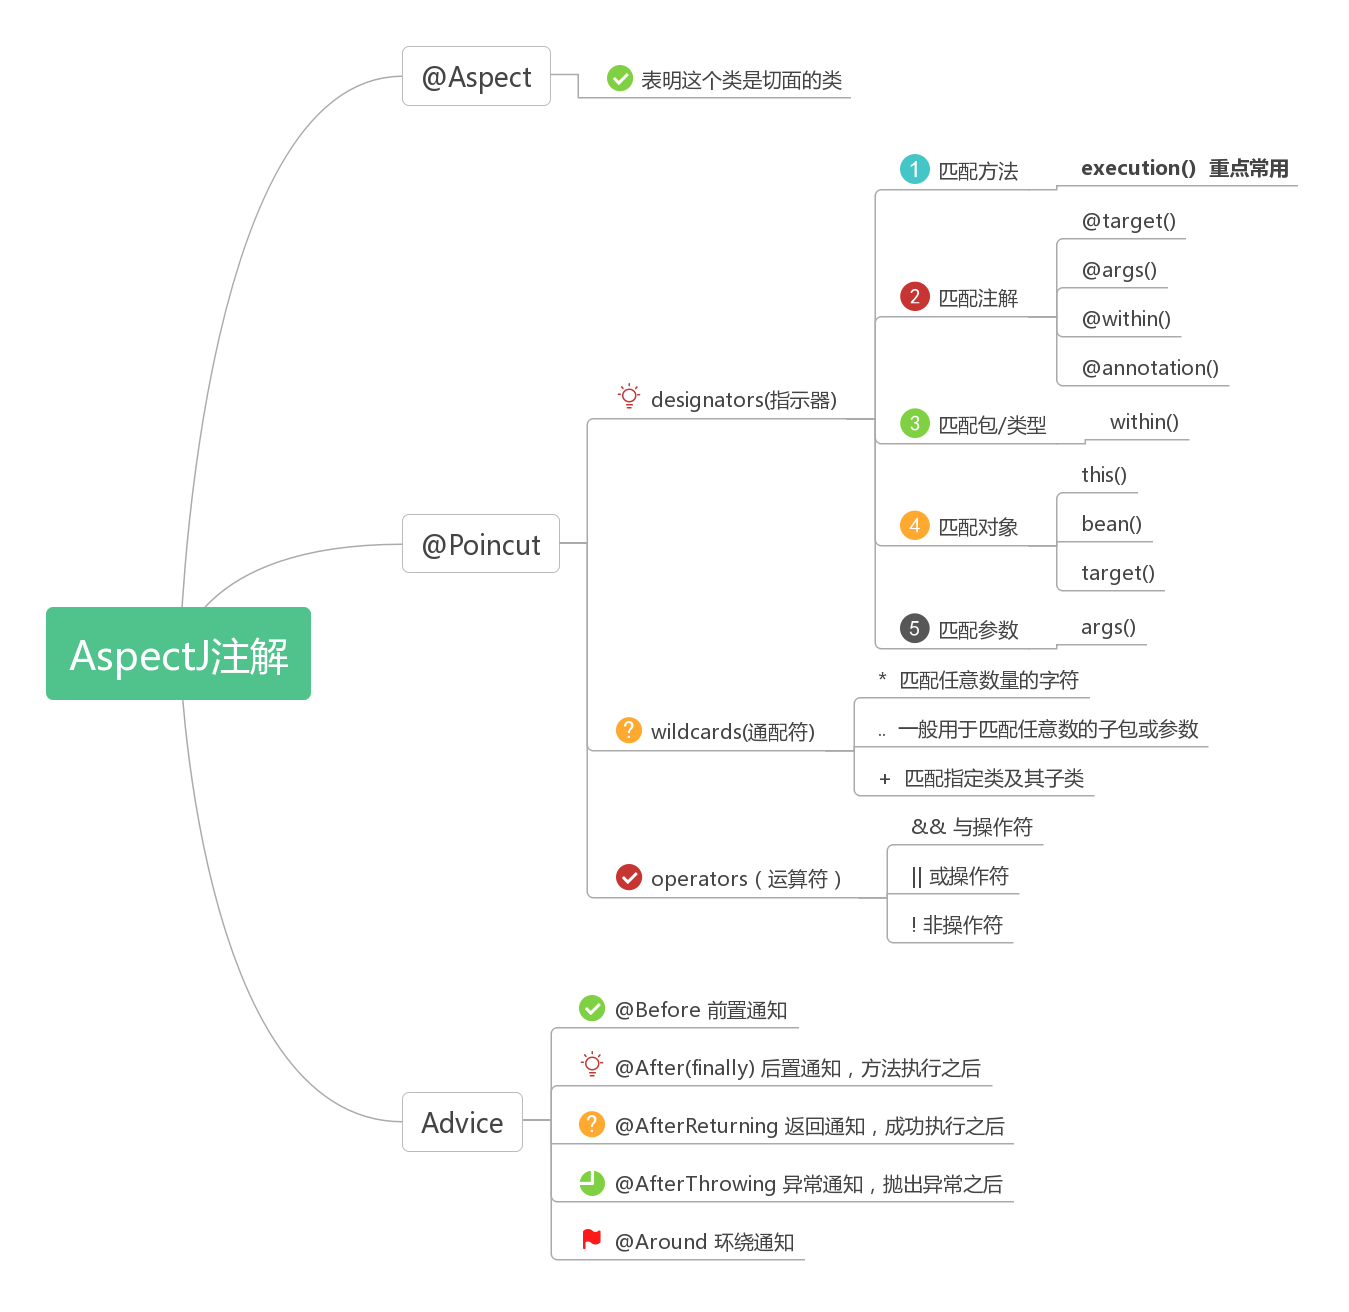 AspectJ注解
@Aspect
表明这个类是切面的类
@Poincut
designators(指示器)
1 匹配方法
execution() 重点常用
2 匹配注解
@target()
@args()
@within()
@annotation()
3 匹配包/类型
within()
4 匹配对象
this()
bean()
target()
5 匹配参数
args()
? wildcards(通配符)
* 匹配任意数量的字符
.. 一般用于匹配任意数的子包或参数
+ 匹配指定类及其子类
operators（运算符）
&& 与操作符
|| 或操作符
! 非操作符
Advice
@Before 前置通知
@After(finally) 后置通知，方法执行之后
? @AfterReturning 返回通知，成功执行之后
@AfterThrowing 异常通知，抛出异常之后
@Around 环绕通知